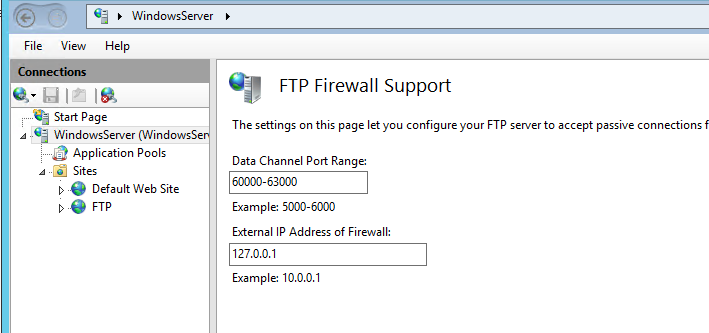 WindowsServer
File View Help
Connections
Start Page
WindowsServer (WindowsSer
Application Pools
Sites
Default Web Site
FTP
FTP Firewall Support
The settings on this page let you configure your FTP server to accept passive connections f
Data Channel Port Range:
60000-63000
Example: 5000-6000
External IP Address of Firewall:
127.0.0.1
Example: 10.0.0.1